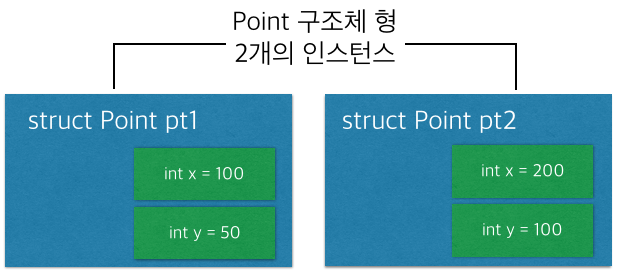 Point 구조체 형
2개의 인스턴스
struct Point pt1
int x = 100
int y = 50
struct Point pt2
int x = 200
int y = 100